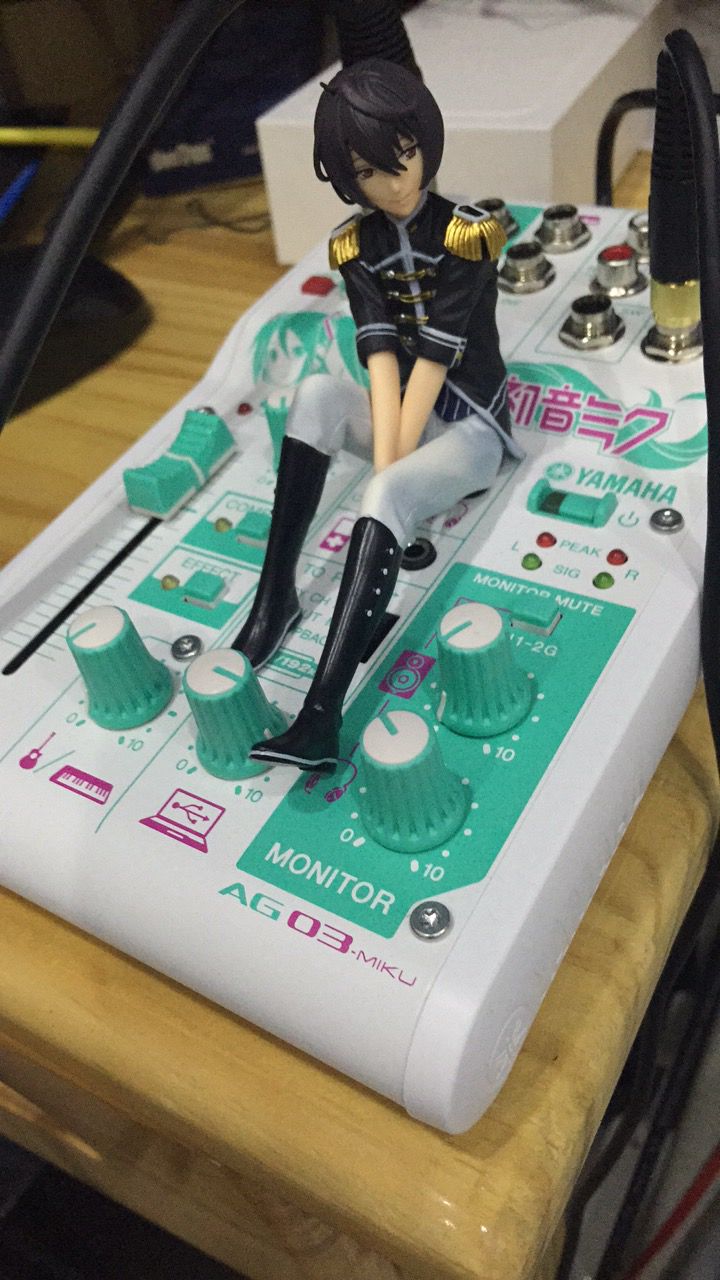 初音ミク
YAMAHA
L PEAK R
SIG
COMP
EFFECT
MONITOR MUTE
0 10
0 10
10
0 10
MONITOR
AG03-MIKU